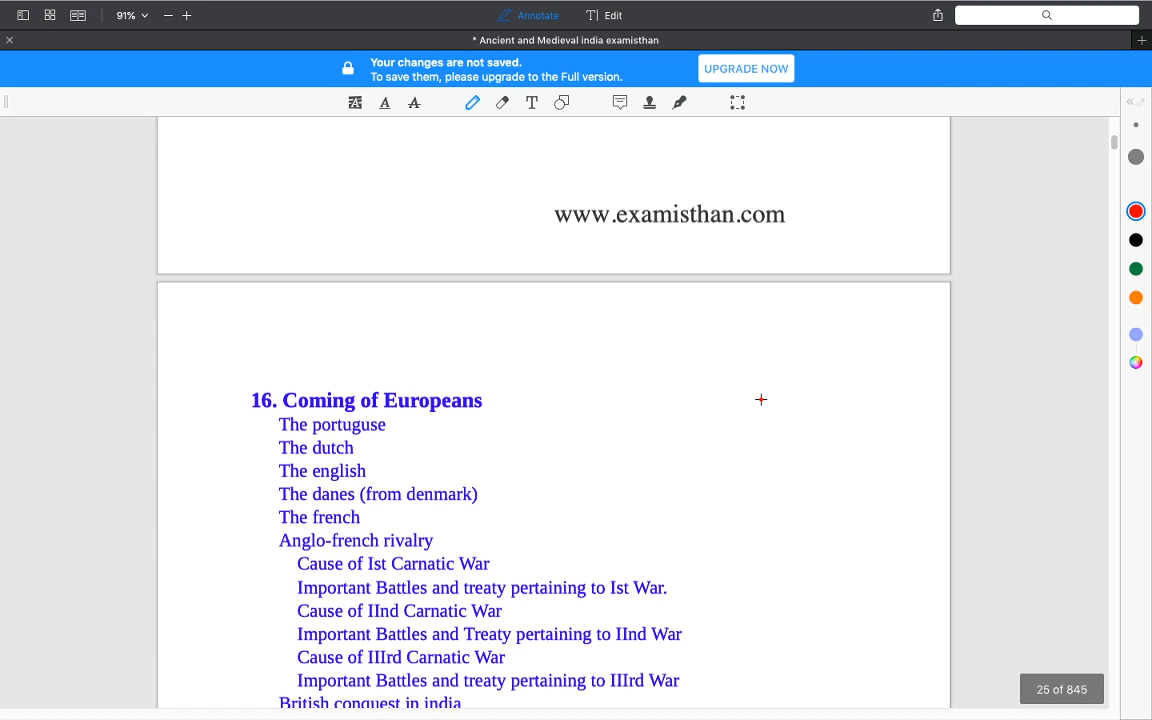 91%
Annotate
T Edit
* Ancient and Medieval india examisthan
Your changes are not saved.
To save them, please upgrade to the Full version.
UPGRADE NOW
A A A T
www.examisthan.com
16. Coming of Europeans
The portuguse
The dutch
The english
The danes (from denmark)
The french
Anglo-french rivalry
Cause of Ist Carnatic War
Important Battles and treaty pertaining to Ist War.
Cause of IInd Carnatic War
Important Battles and Treaty pertaining to IInd War
Cause of IIIrd Carnatic War
Important Battles and treaty pertaining to IIIrd War
British conquest in india
25 of 845